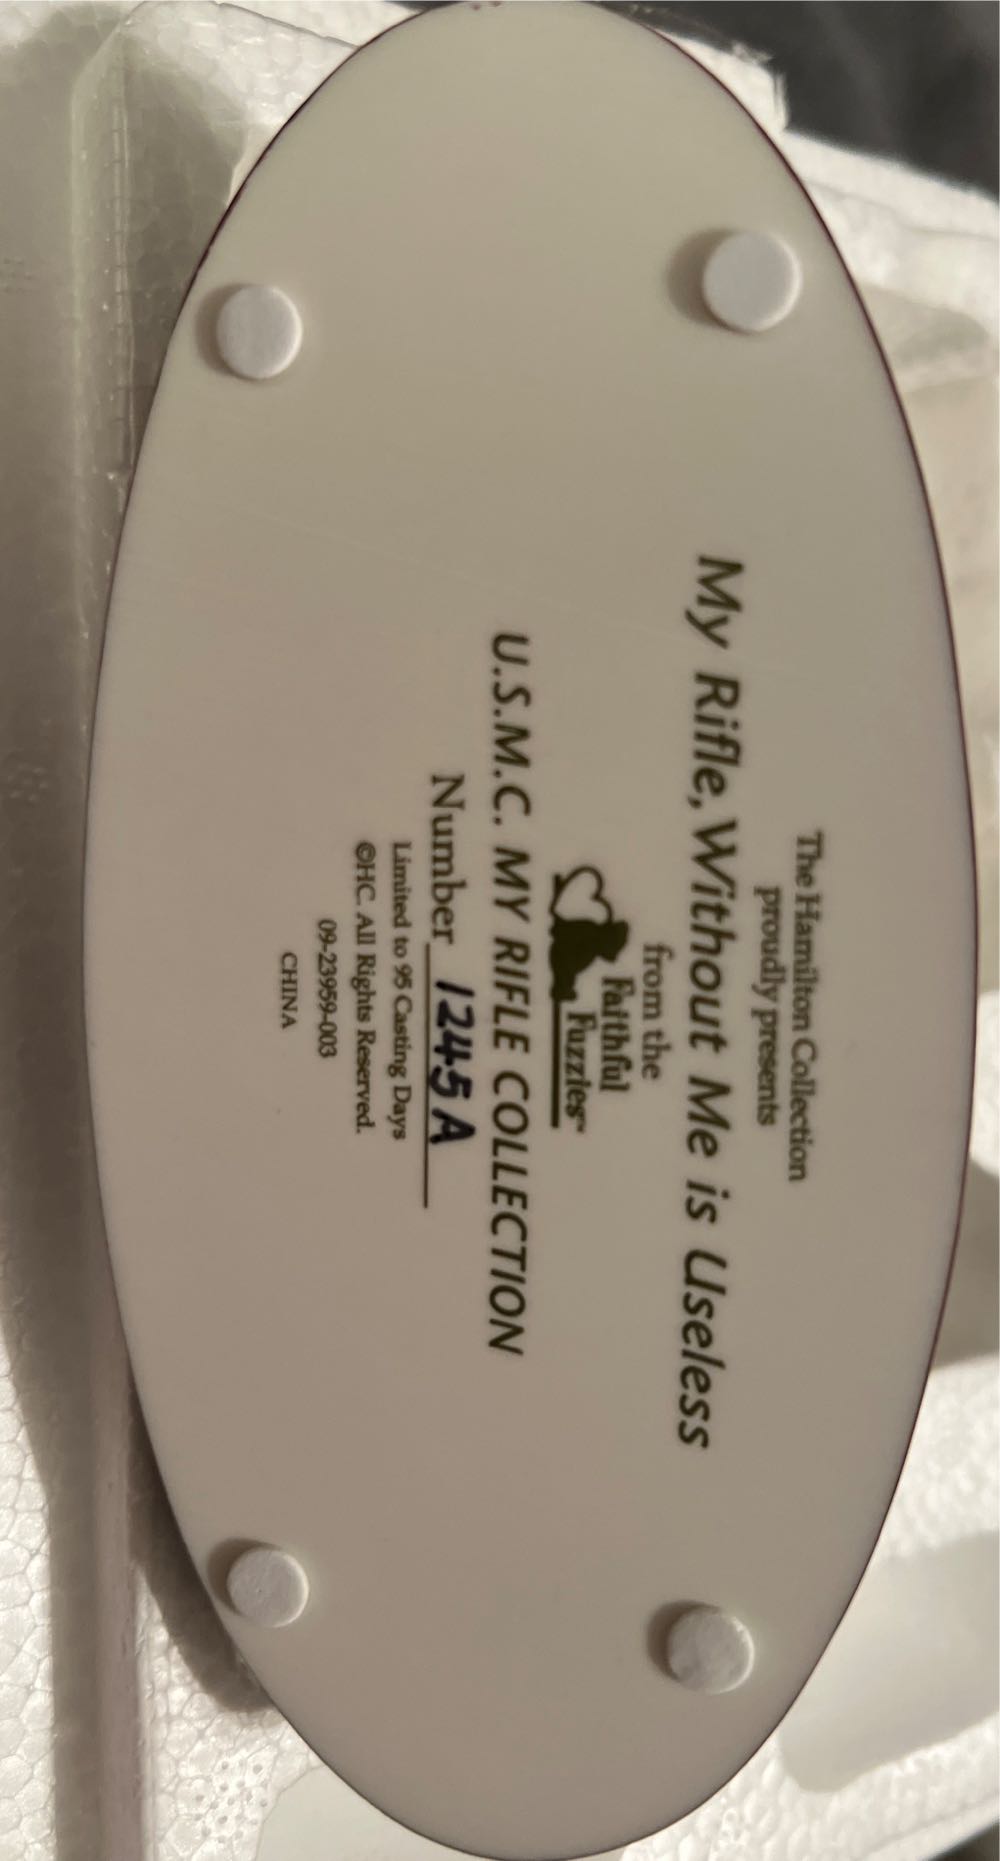 The Hamilton Collection
proudly presents
My Rifle, Without Me is Useless
from the
Faithful
Fuzzies™
U.S.M.C. MY RIFLE COLLECTION
Number 1245A
Limited to 95 Casting Days
©HC. All Rights Reserved.
09-23959-003
CHINA